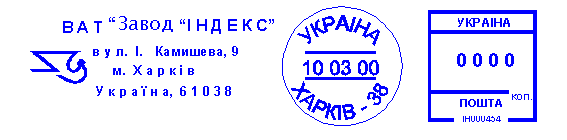 ВАТ “Завод “ІНДЕКС”
вул. І. Камишева, 9
м. Харків
Україна, 61038
УКРАЇНА
10 03 00
ХАРКІВ - 38
УКРАЇНА
0000
ПОШТА
коп.
ІН000454